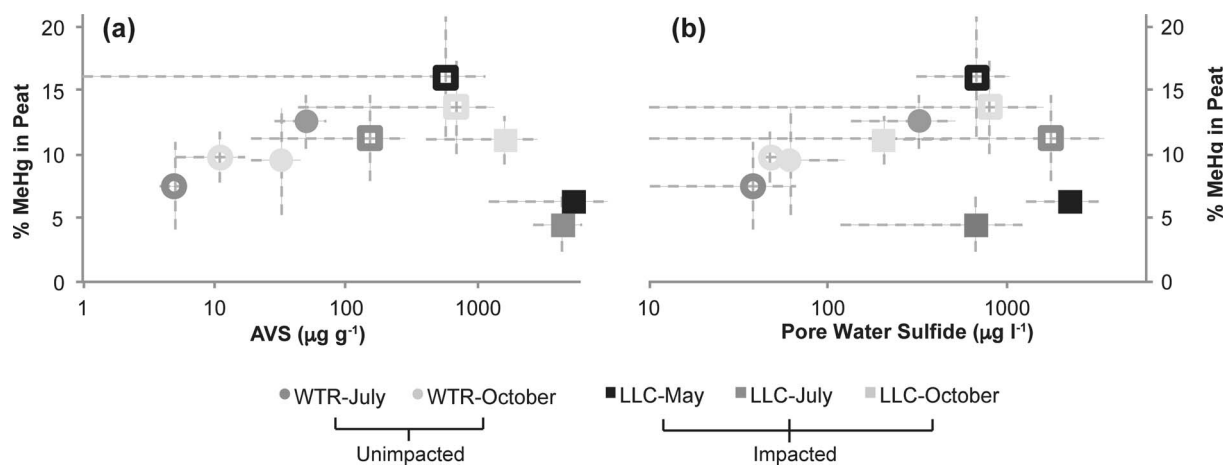 (a)
% MeHg in Peat
20
15
10
5
0
1 10 100 1000
AVS (µg g⁻¹)
(b)
20
15
10
5
0
% MeHg in Peat
10 100 1000
Pore Water Sulfide (µg l⁻¹)
WTR-July WTR-October LLC-May LLC-July LLC-October
Unimpacted Impacted